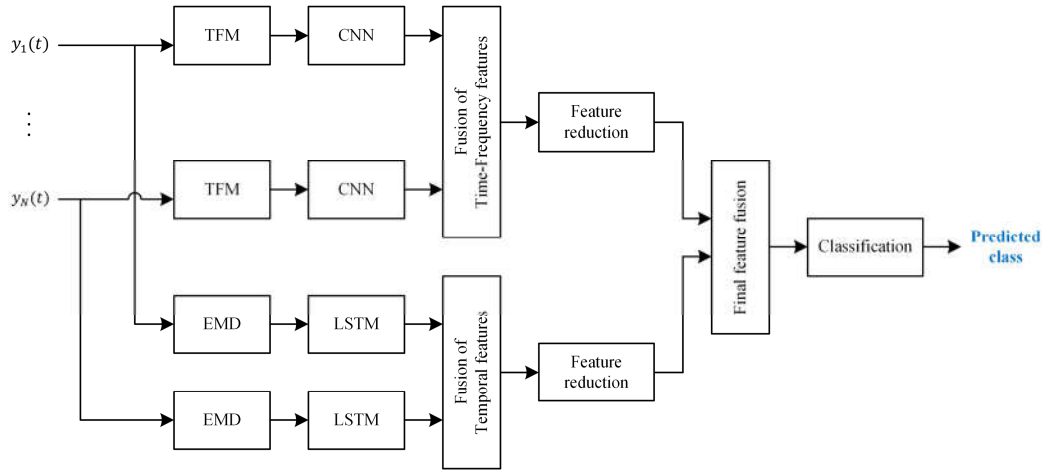 y₁(t)
TFM
CNN
Fusion of
Time-Frequency features
Feature
reduction
⋮
y_N(t)
TFM
CNN
Final feature fusion
Classification
Predicted
class
EMD
LSTM
Fusion of
Temporal features
Feature
reduction
EMD
LSTM